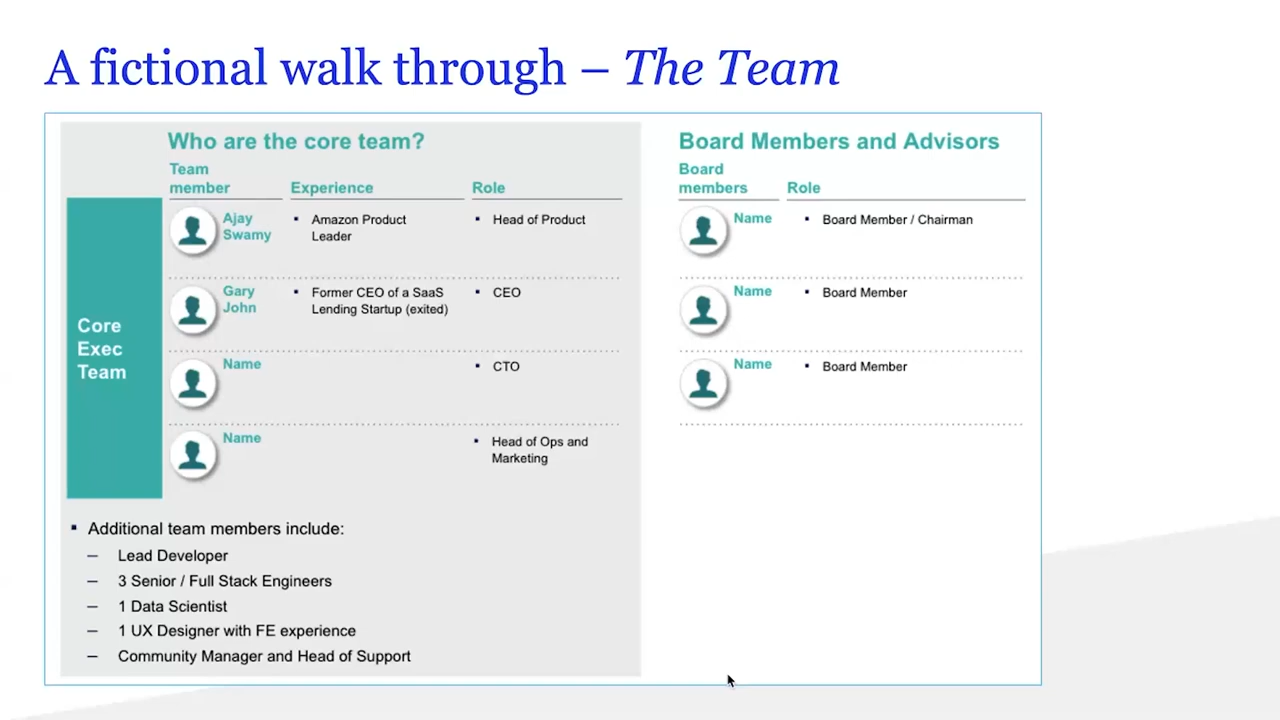 A fictional walk through – The Team
Who are the core team?
Team
member
Experience
Role
Core
Exec
Team
Ajay
Swamy
▪ Amazon Product
Leader
▪ Head of Product
Gary
John
▪ Former CEO of a SaaS
Lending Startup (exited)
▪ CEO
Name
▪ CTO
Name
▪ Head of Ops and
Marketing
▪ Additional team members include:
– Lead Developer
– 3 Senior / Full Stack Engineers
– 1 Data Scientist
– 1 UX Designer with FE experience
– Community Manager and Head of Support
Board Members and Advisors
Board
members
Role
Name
▪ Board Member / Chairman
Name
▪ Board Member
Name
▪ Board Member